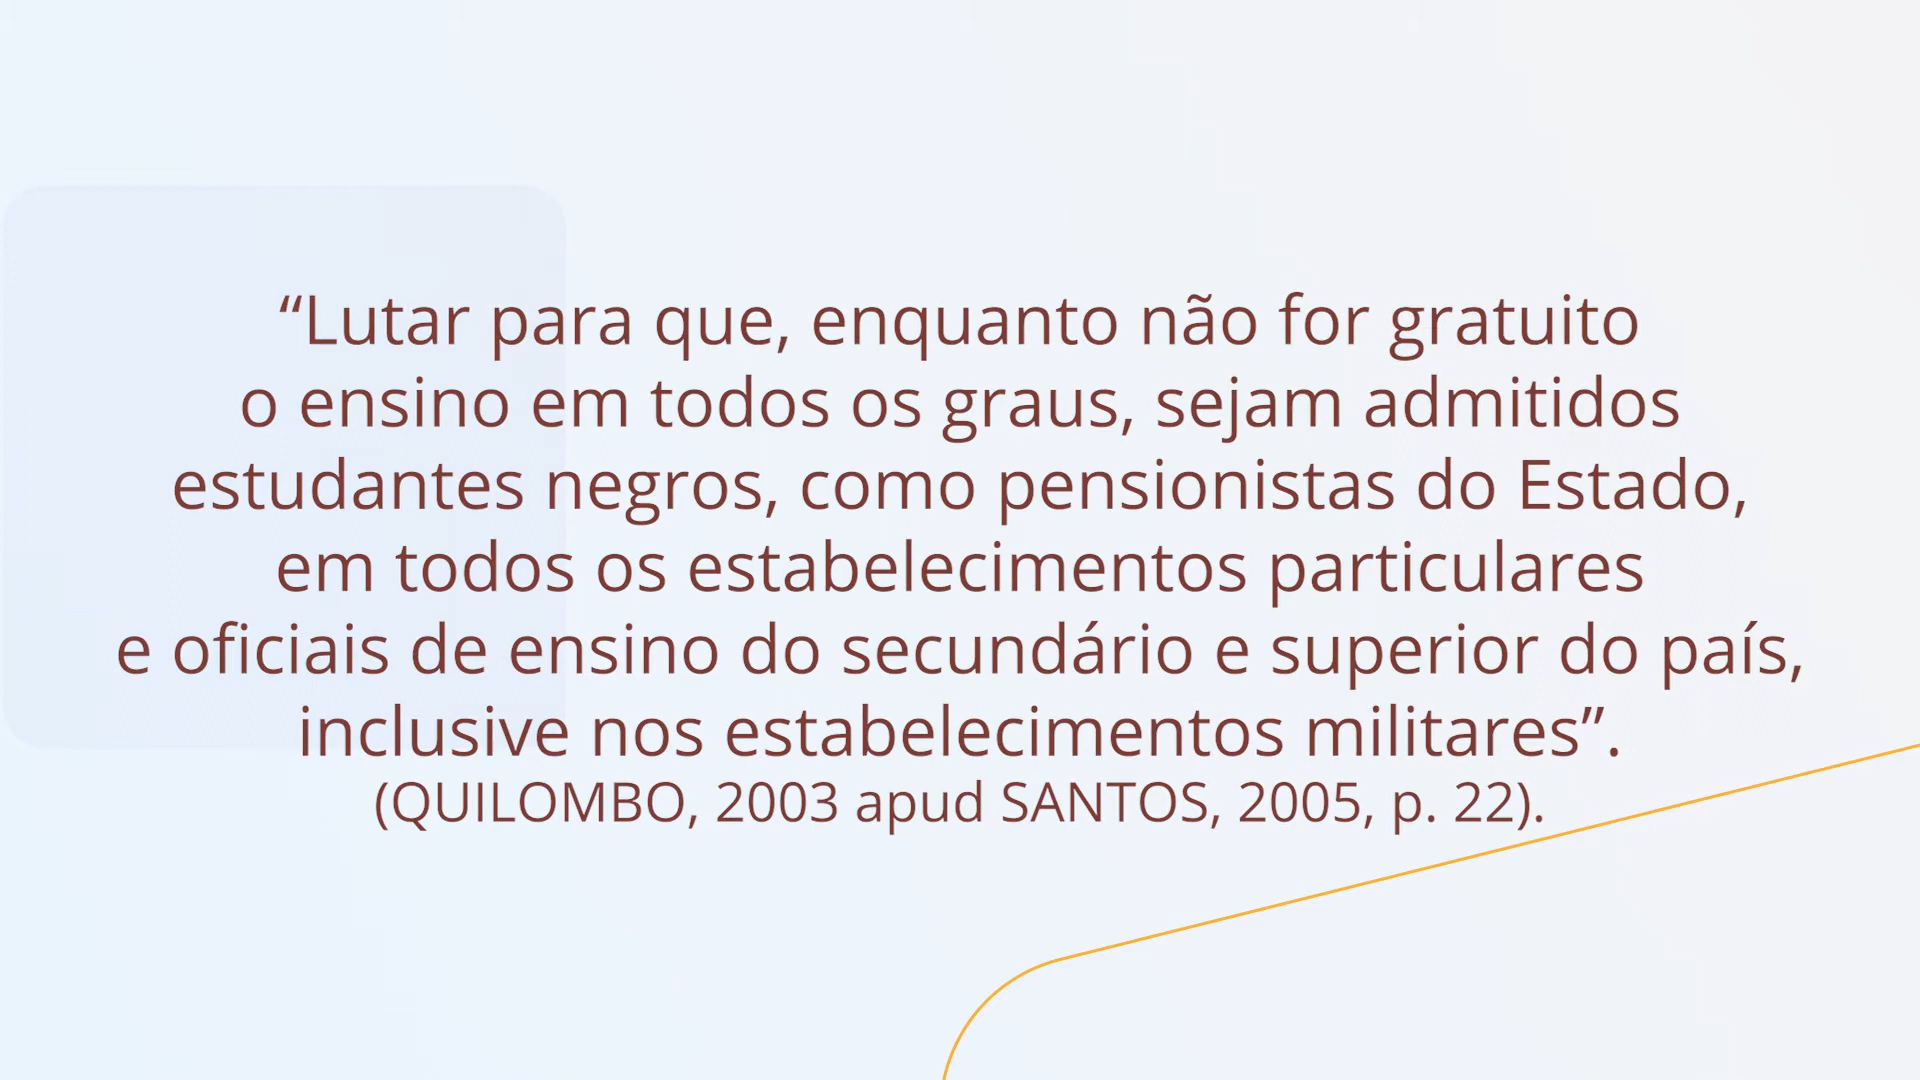 “Lutar para que, enquanto não for gratuito
o ensino em todos os graus, sejam admitidos
estudantes negros, como pensionistas do Estado,
em todos os estabelecimentos particulares
e oficiais de ensino do secundário e superior do país,
inclusive nos estabelecimentos militares”.
(QUILOMBO, 2003 apud SANTOS, 2005, p. 22).